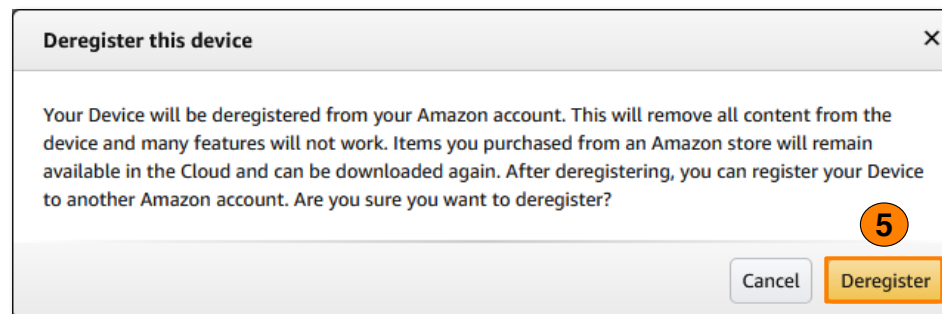 Deregister this device
Your Device will be deregistered from your Amazon account. This will remove all content from the
device and many features will not work. Items you purchased from an Amazon store will remain
available in the Cloud and can be downloaded again. After deregistering, you can register your Device
to another Amazon account. Are you sure you want to deregister?
5
Cancel Deregister